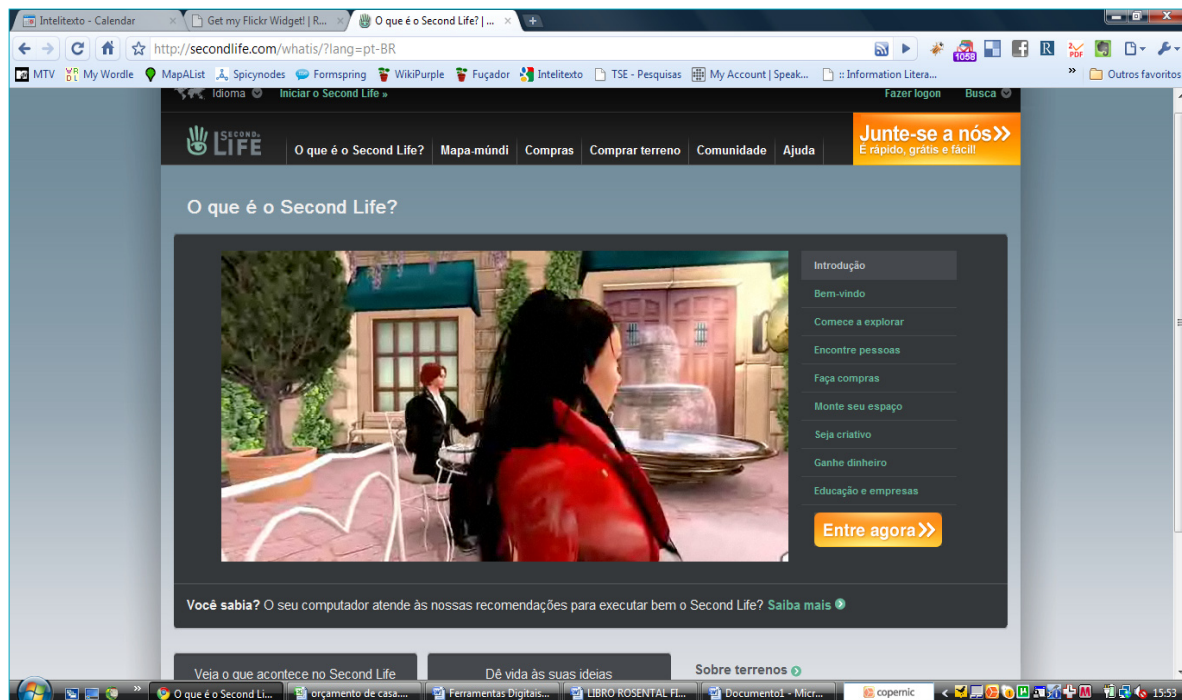 Intelitexto - Calendar
Get my Flickr Widget! | R...
O que é o Second Life? | ...
http://secondlife.com/whatis/?lang=pt-BR
1058
PDF
MTV My Wordle MapAList Spicynodes Formspring WikiPurple Fuçador Intelitexto TSE - Pesquisas My Account | Speak... :: Information Litera... » Outros favoritos
Idioma Iniciar o Second Life » Fazer logon Busca
SECOND LIFE O que é o Second Life? Mapa-múndi Compras Comprar terreno Comunidade Ajuda
Junte-se a nós
É rápido, grátis e fácil!
O que é o Second Life?
Introdução
Bem-vindo
Comece a explorar
Encontre pessoas
Faça compras
Monte seu espaço
Seja criativo
Ganhe dinheiro
Educação e empresas
Entre agora
Você sabia? O seu computador atende às nossas recomendações para executar bem o Second Life? Saiba mais
Veja o que acontece no Second Life Dê vida às suas ideias Sobre terrenos
O que é o Second Li... orçamento de casa.... Ferramentas Digitais... LIBRO ROSENTAL FI... Documento1 - Micr... copernic 15:53